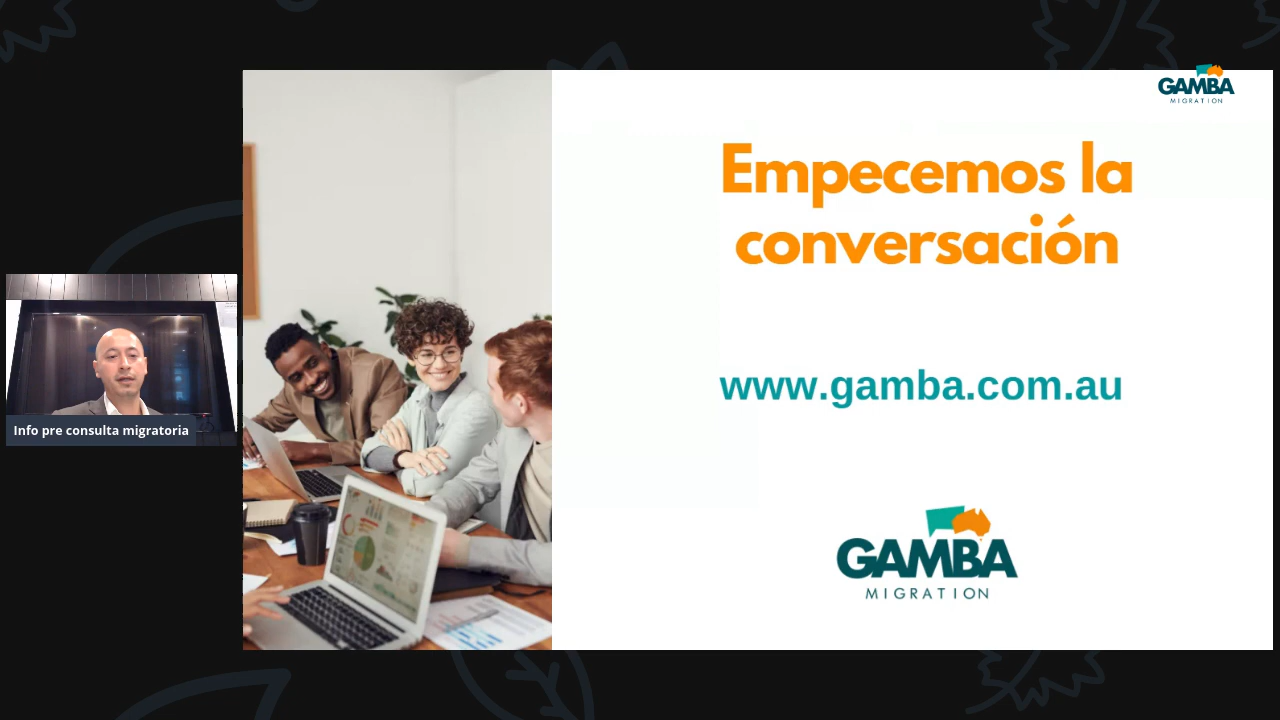 GAMBA
MIGRATION
Empecemos la
conversación
www.gamba.com.au
Info pre consulta migratoria
GAMBA
MIGRATION